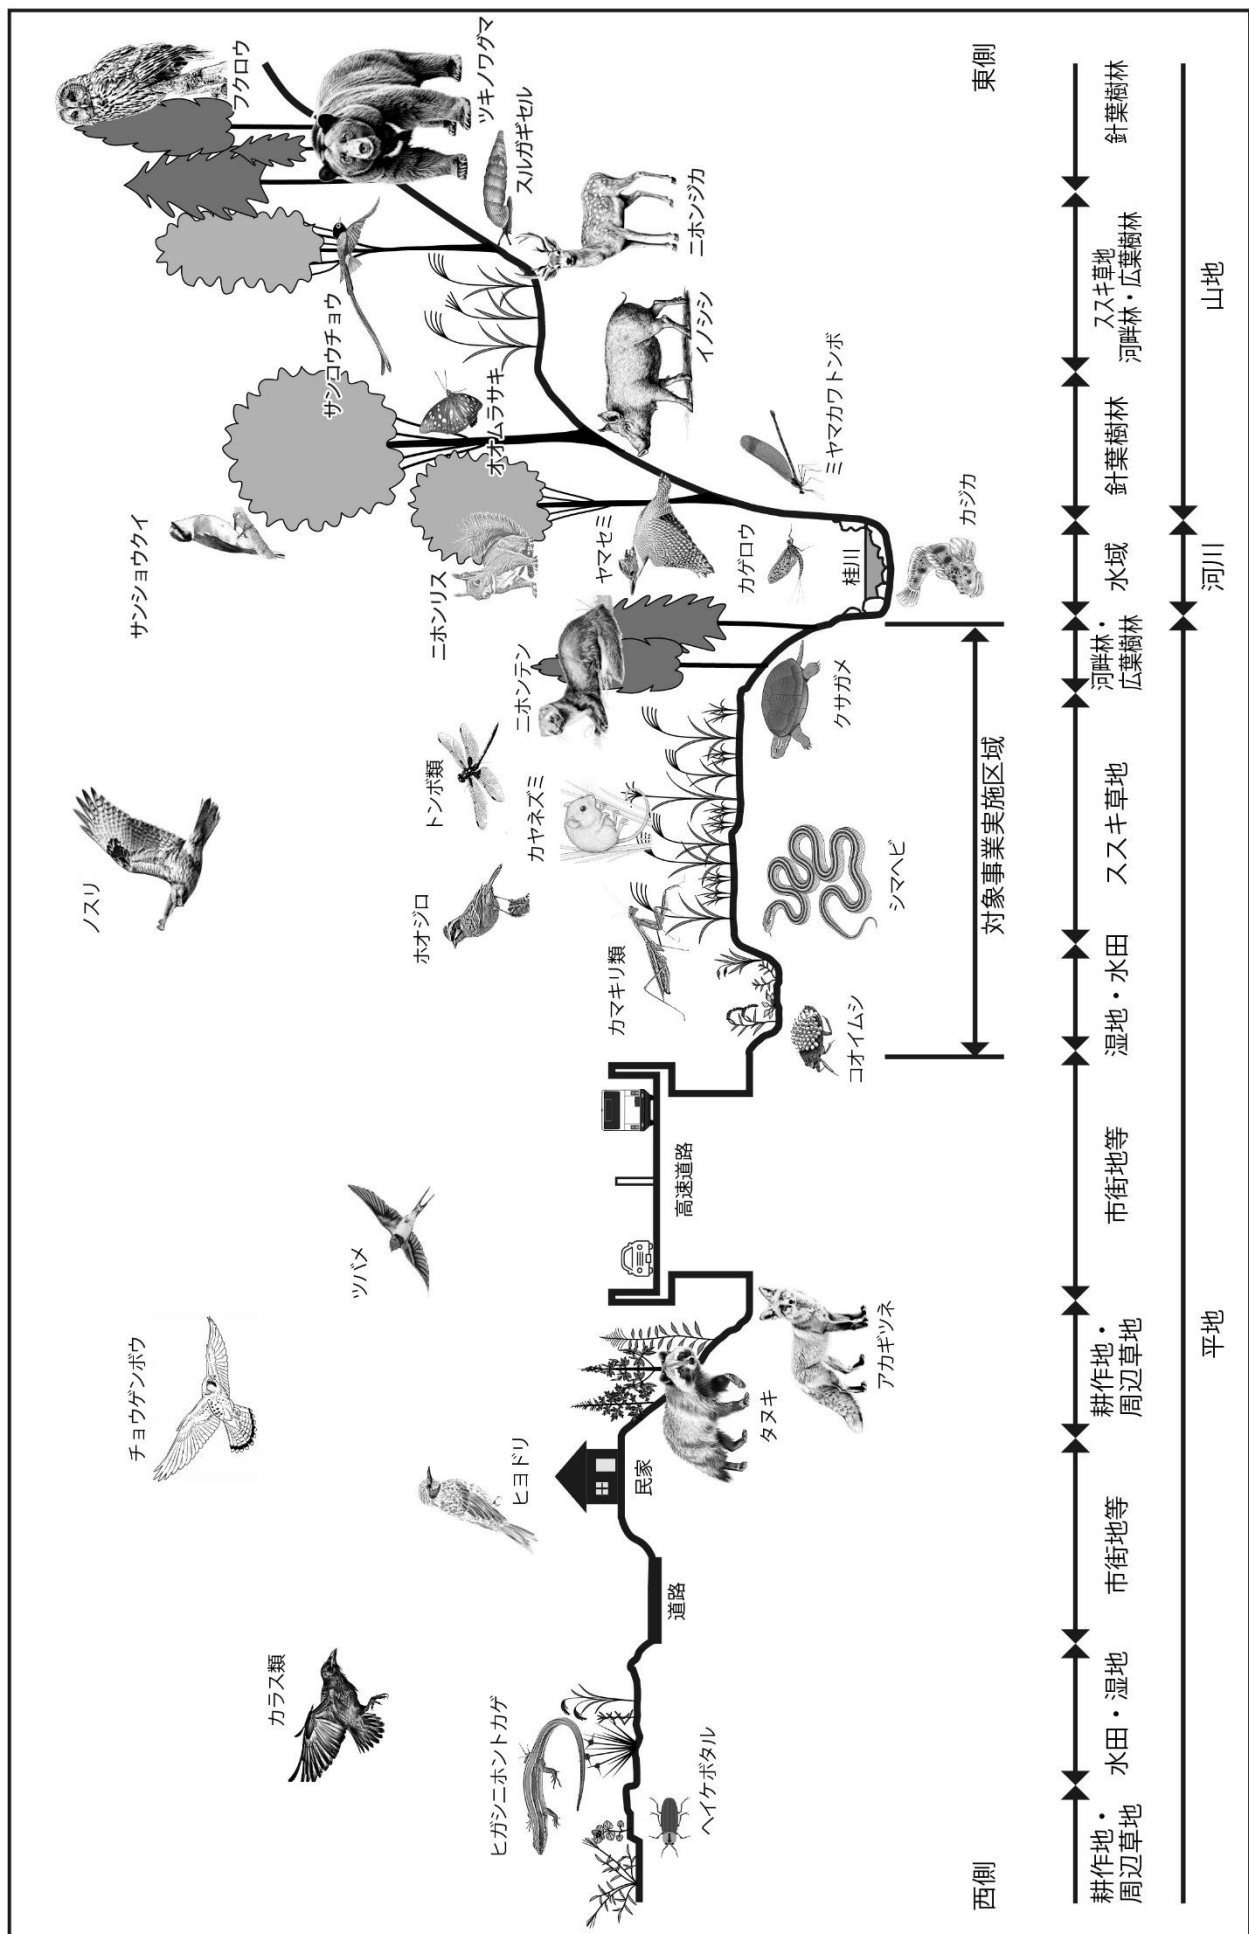 カラス類
チョウゲンボウ
ツバメ
ノスリ
サンショウクイ
サンコウチョウ
フクロウ
ヒガシニホントカゲ
ヘイケボタル
ヒヨドリ
民家
道路
タヌキ
アカギツネ
高速道路
ホオジロ
トンボ類
カヤネズミ
カマキリ類
コオイムシ
シマヘビ
ニホンテン
クサガメ
ニホンリス
ヤマセミ
カゲロウ
桂川
カジカ
オオムラサキ
ミヤマカワトンボ
イノシシ
ニホンジカ
スルガギセル
ツキノワグマ
対象事業実施区域
西側
東側
耕作地・
周辺草地
水田・湿地
市街地等
耕作地・
周辺草地
市街地等
湿地・水田
ススキ草地
河畔林・
広葉樹林
水域
針葉樹林
ススキ草地
河畔林・広葉樹林
針葉樹林
平地
河川
山地